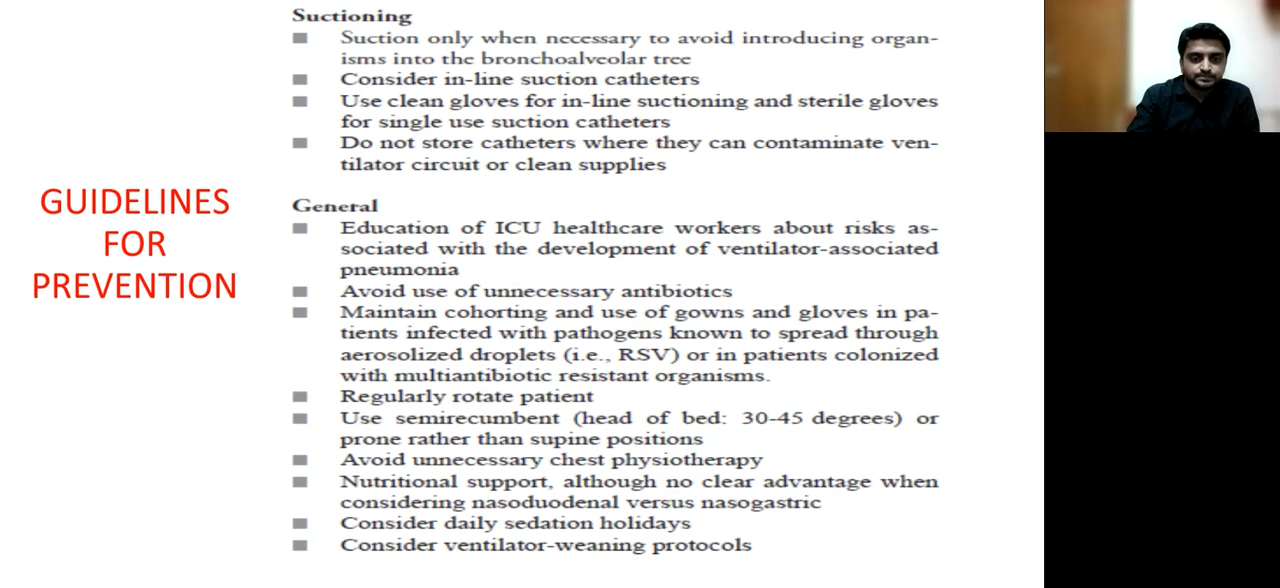 GUIDELINES
FOR
PREVENTION
Suctioning
■ Suction only when necessary to avoid introducing organ-
isms into the bronchoalveolar tree
■ Consider in-line suction catheters
■ Use clean gloves for in-line suctioning and sterile gloves
for single use suction catheters
■ Do not store catheters where they can contaminate ven-
tilator circuit or clean supplies
General
■ Education of ICU healthcare workers about risks as-
sociated with the development of ventilator-associated
pneumonia
■ Avoid use of unnecessary antibiotics
■ Maintain cohorting and use of gowns and gloves in pa-
tients infected with pathogens known to spread through
aerosolized droplets (i.e., RSV) or in patients colonized
with multiantibiotic resistant organisms.
■ Regularly rotate patient
■ Use semirecumbent (head of bed: 30-45 degrees) or
prone rather than supine positions
■ Avoid unnecessary chest physiotherapy
■ Nutritional support, although no clear advantage when
considering nasoduodenal versus nasogastric
■ Consider daily sedation holidays
■ Consider ventilator-weaning protocols